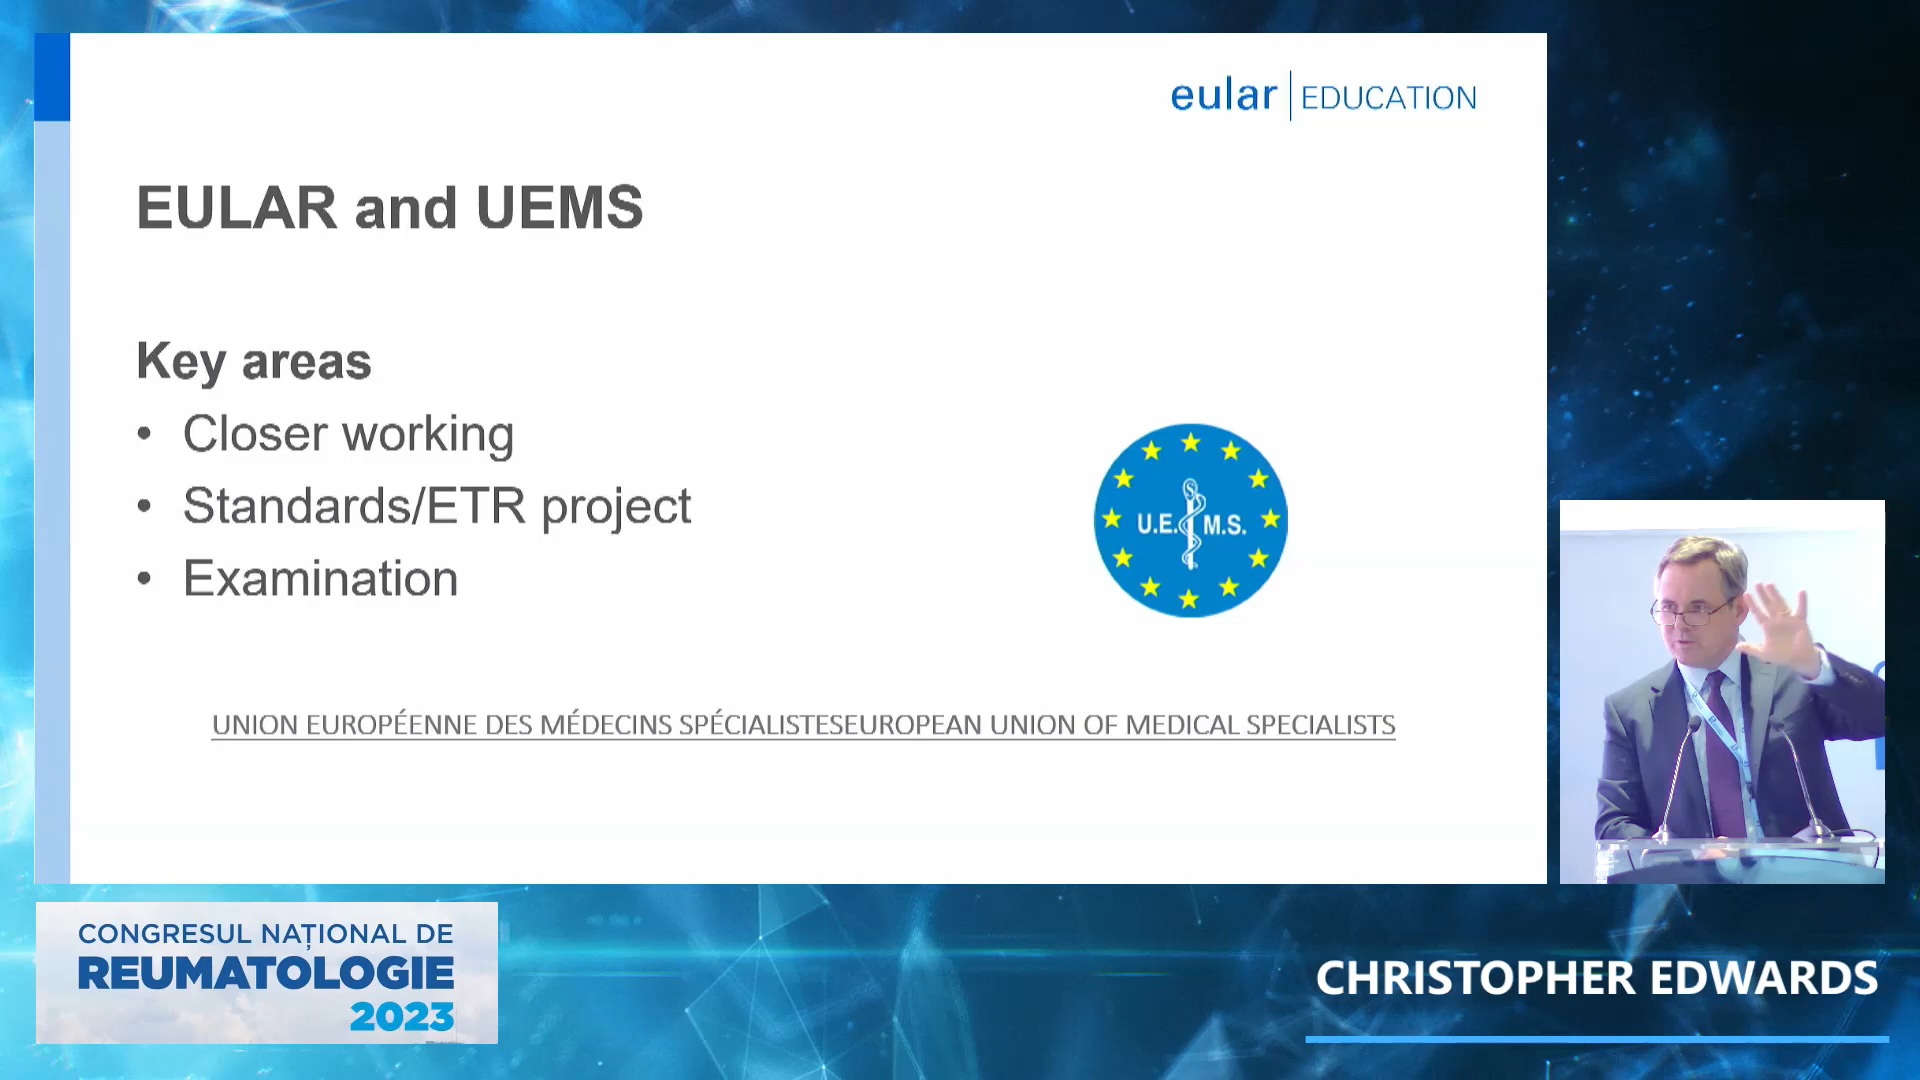 eular EDUCATION
EULAR and UEMS
Key areas
• Closer working
• Standards/ETR project
• Examination
U.E. M.S.
UNION EUROPÉENNE DES MÉDECINS SPÉCIALISTESEUROPEAN UNION OF MEDICAL SPECIALISTS
CONGRESUL NAȚIONAL DE
REUMATOLOGIE
2023
CHRISTOPHER EDWARDS